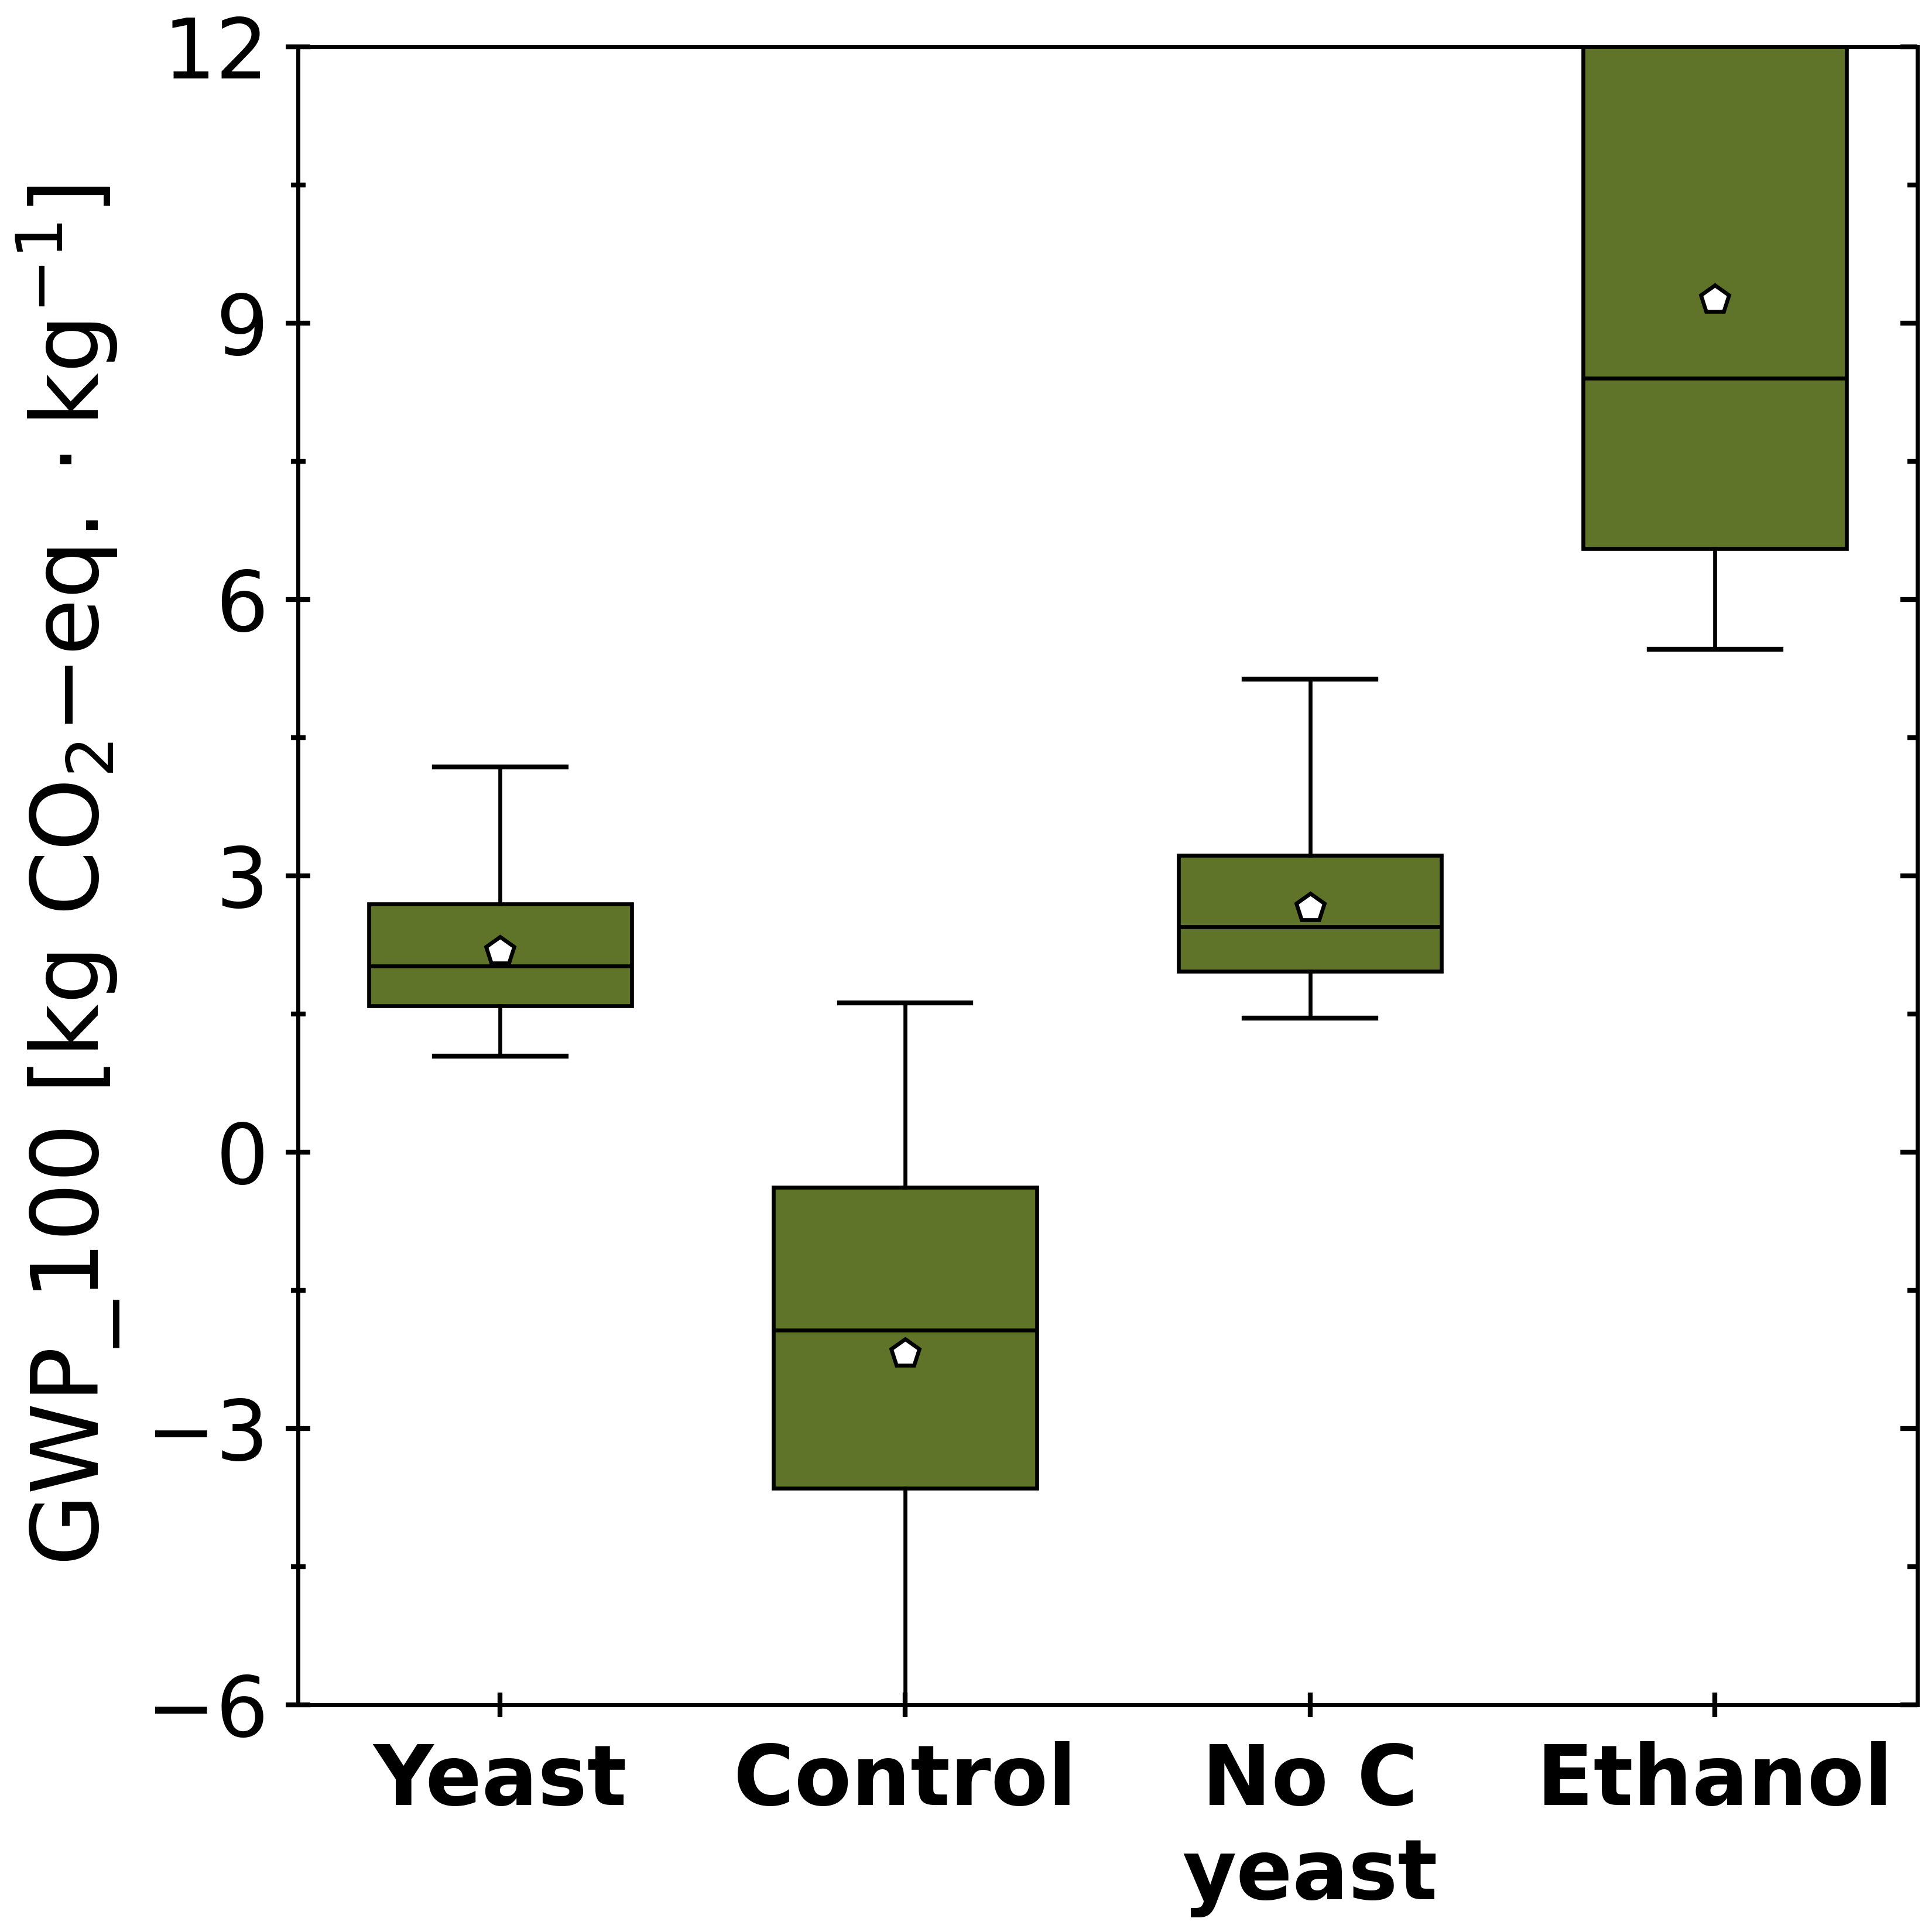 GWP_100 [kg CO₂−eq. · kg⁻¹]
12
9
6
3
0
−3
−6
Yeast Control No C Ethanol
yeast